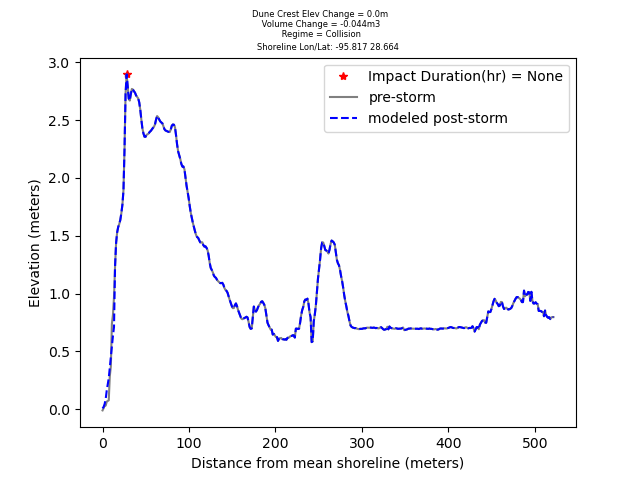 Dune Crest Elev Change = 0.0m
Volume Change = -0.044m3
Regime = Collision
Shoreline Lon/Lat: -95.817 28.664
Impact Duration(hr) = None
pre-storm
modeled post-storm
3.0
2.5
2.0
1.5
1.0
0.5
0.0
Elevation (meters)
0 100 200 300 400 500
Distance from mean shoreline (meters)